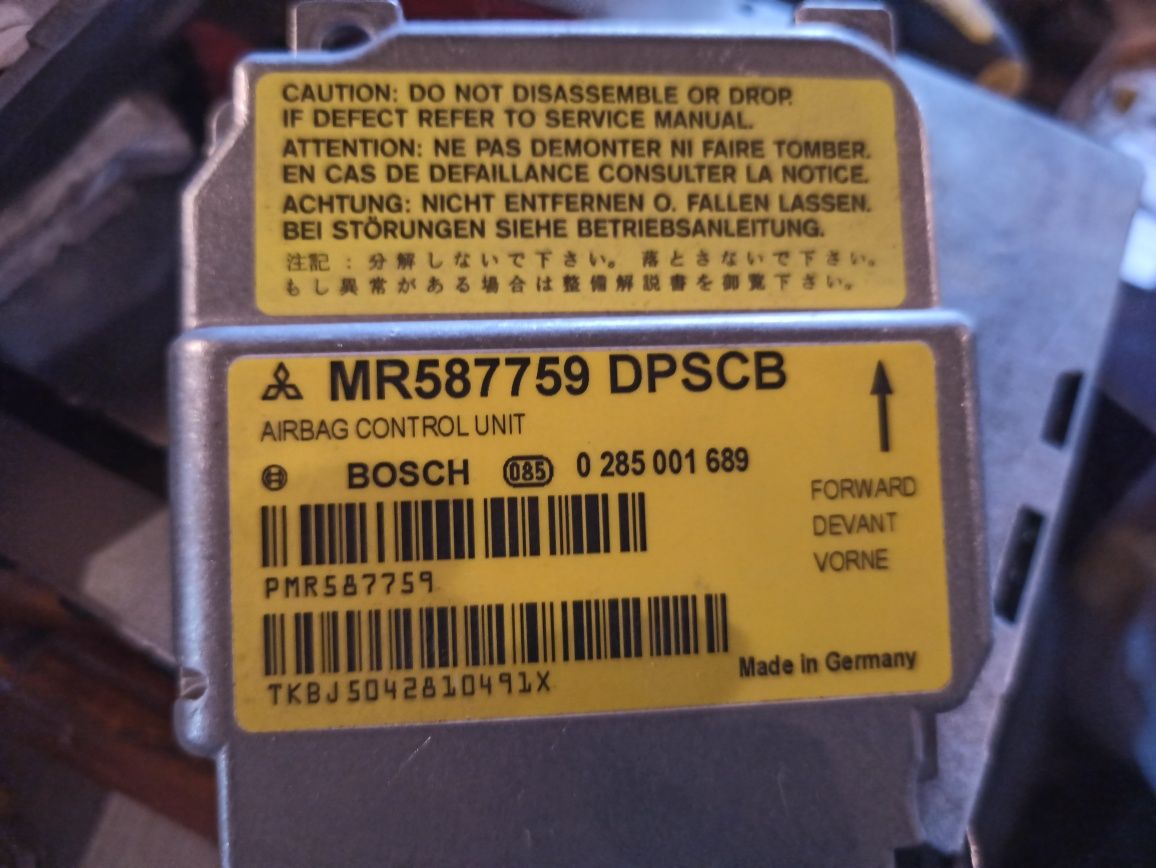 CAUTION: DO NOT DISASSEMBLE OR DROP.
IF DEFECT REFER TO SERVICE MANUAL.
ATTENTION: NE PAS DEMONTER NI FAIRE TOMBER.
EN CAS DE DEFAILLANCE CONSULTER LA NOTICE.
ACHTUNG: NICHT ENTFERNEN O. FALLEN LASSEN.
BEI STÖRUNGEN SIEHE BETRIEBSANLEITUNG.
注記：分解しないで下さい。落とさないで下さい。
もし異常がある場合は整備解説書を御覧下さい。
MR587759 DPSCB
AIRBAG CONTROL UNIT
BOSCH 085 0 285 001 689
FORWARD
DEVANT
VORNE
PMR587759
TKBJ5042810491X
Made in Germany